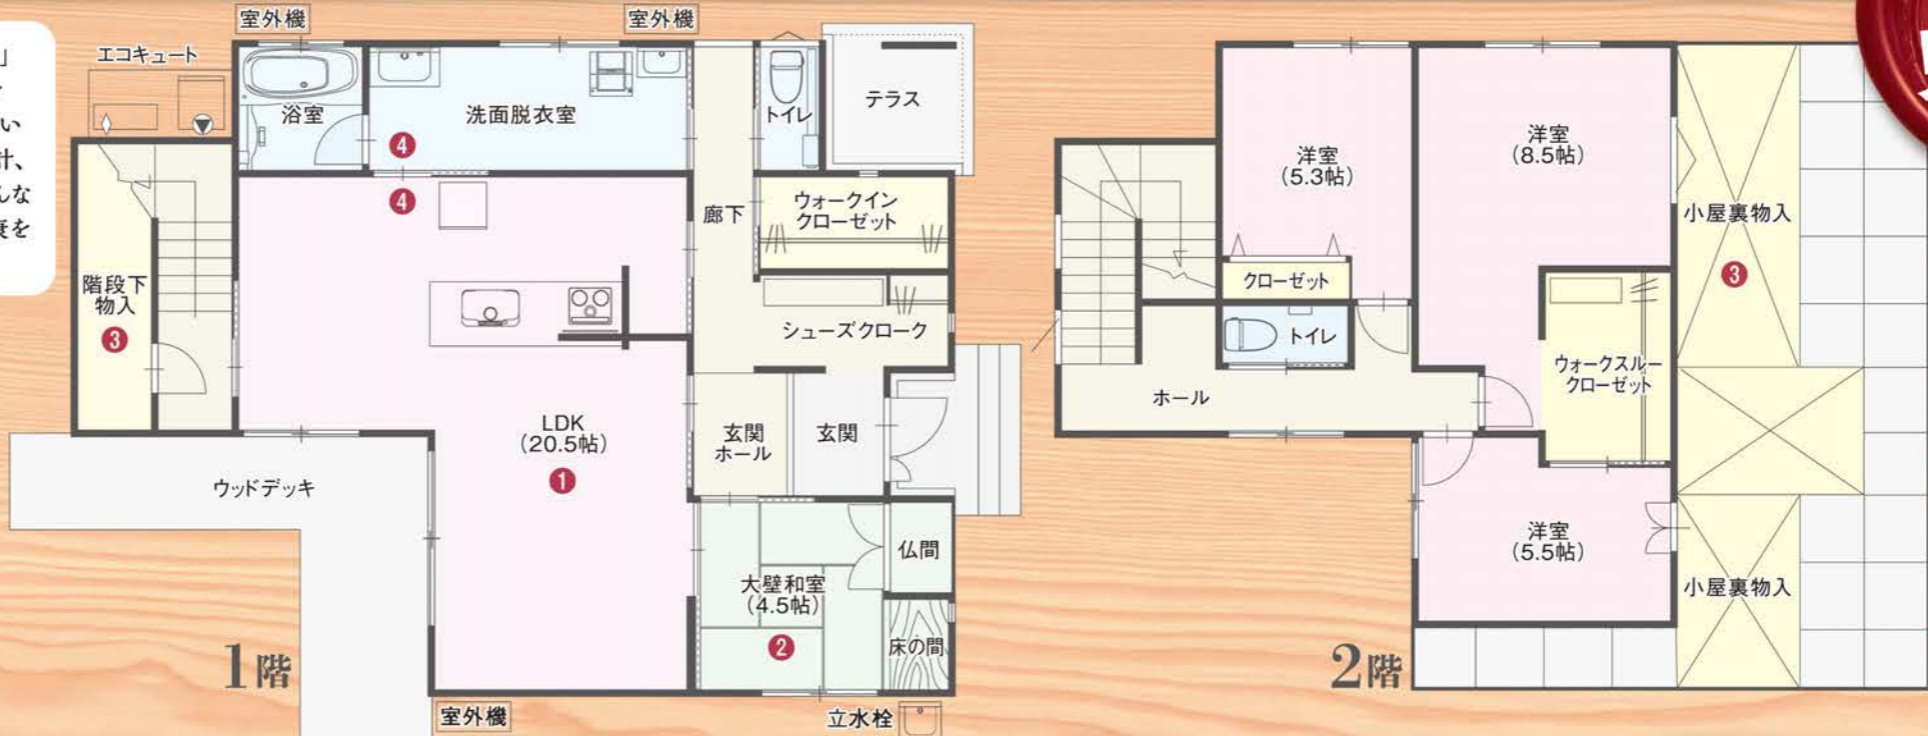 」
い
計、
んな
度を
エコキュート
室外機
室外機
浴室
洗面脱衣室
トイレ
テラス
④
④
廊下
ウォークイン
クローゼット
階段下
物入
③
シューズクローク
LDK
(20.5帖)
①
玄関
ホール
玄関
ウッドデッキ
大壁和室
(4.5帖)
②
仏間
床の間
1階
室外機
立水栓
洋室
(5.3帖)
洋室
(8.5帖)
小屋裏物入
③
クローゼット
トイレ
ウォークスルー
クローゼット
ホール
洋室
(5.5帖)
小屋裏物入
2階